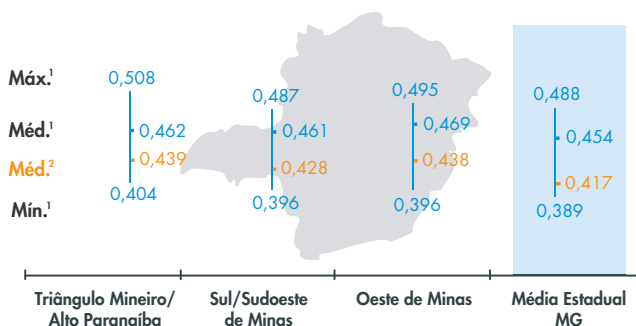 Máx.¹
0,508
0,487
0,495
0,488
Méd.¹
0,462
0,461
0,469
0,454
Méd.²
0,439
0,428
0,438
0,417
Mín.¹
0,404
0,396
0,396
0,389
Triângulo Mineiro/
Alto Paranaíba
Sul/Sudoeste
de Minas
Oeste de Minas
Média Estadual
MG